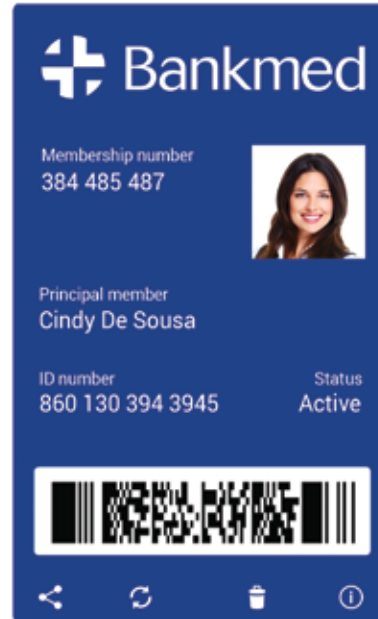 Bankmed
Membership number
384 485 487
Principal member
Cindy De Sousa
ID number
860 130 394 3945
Status
Active